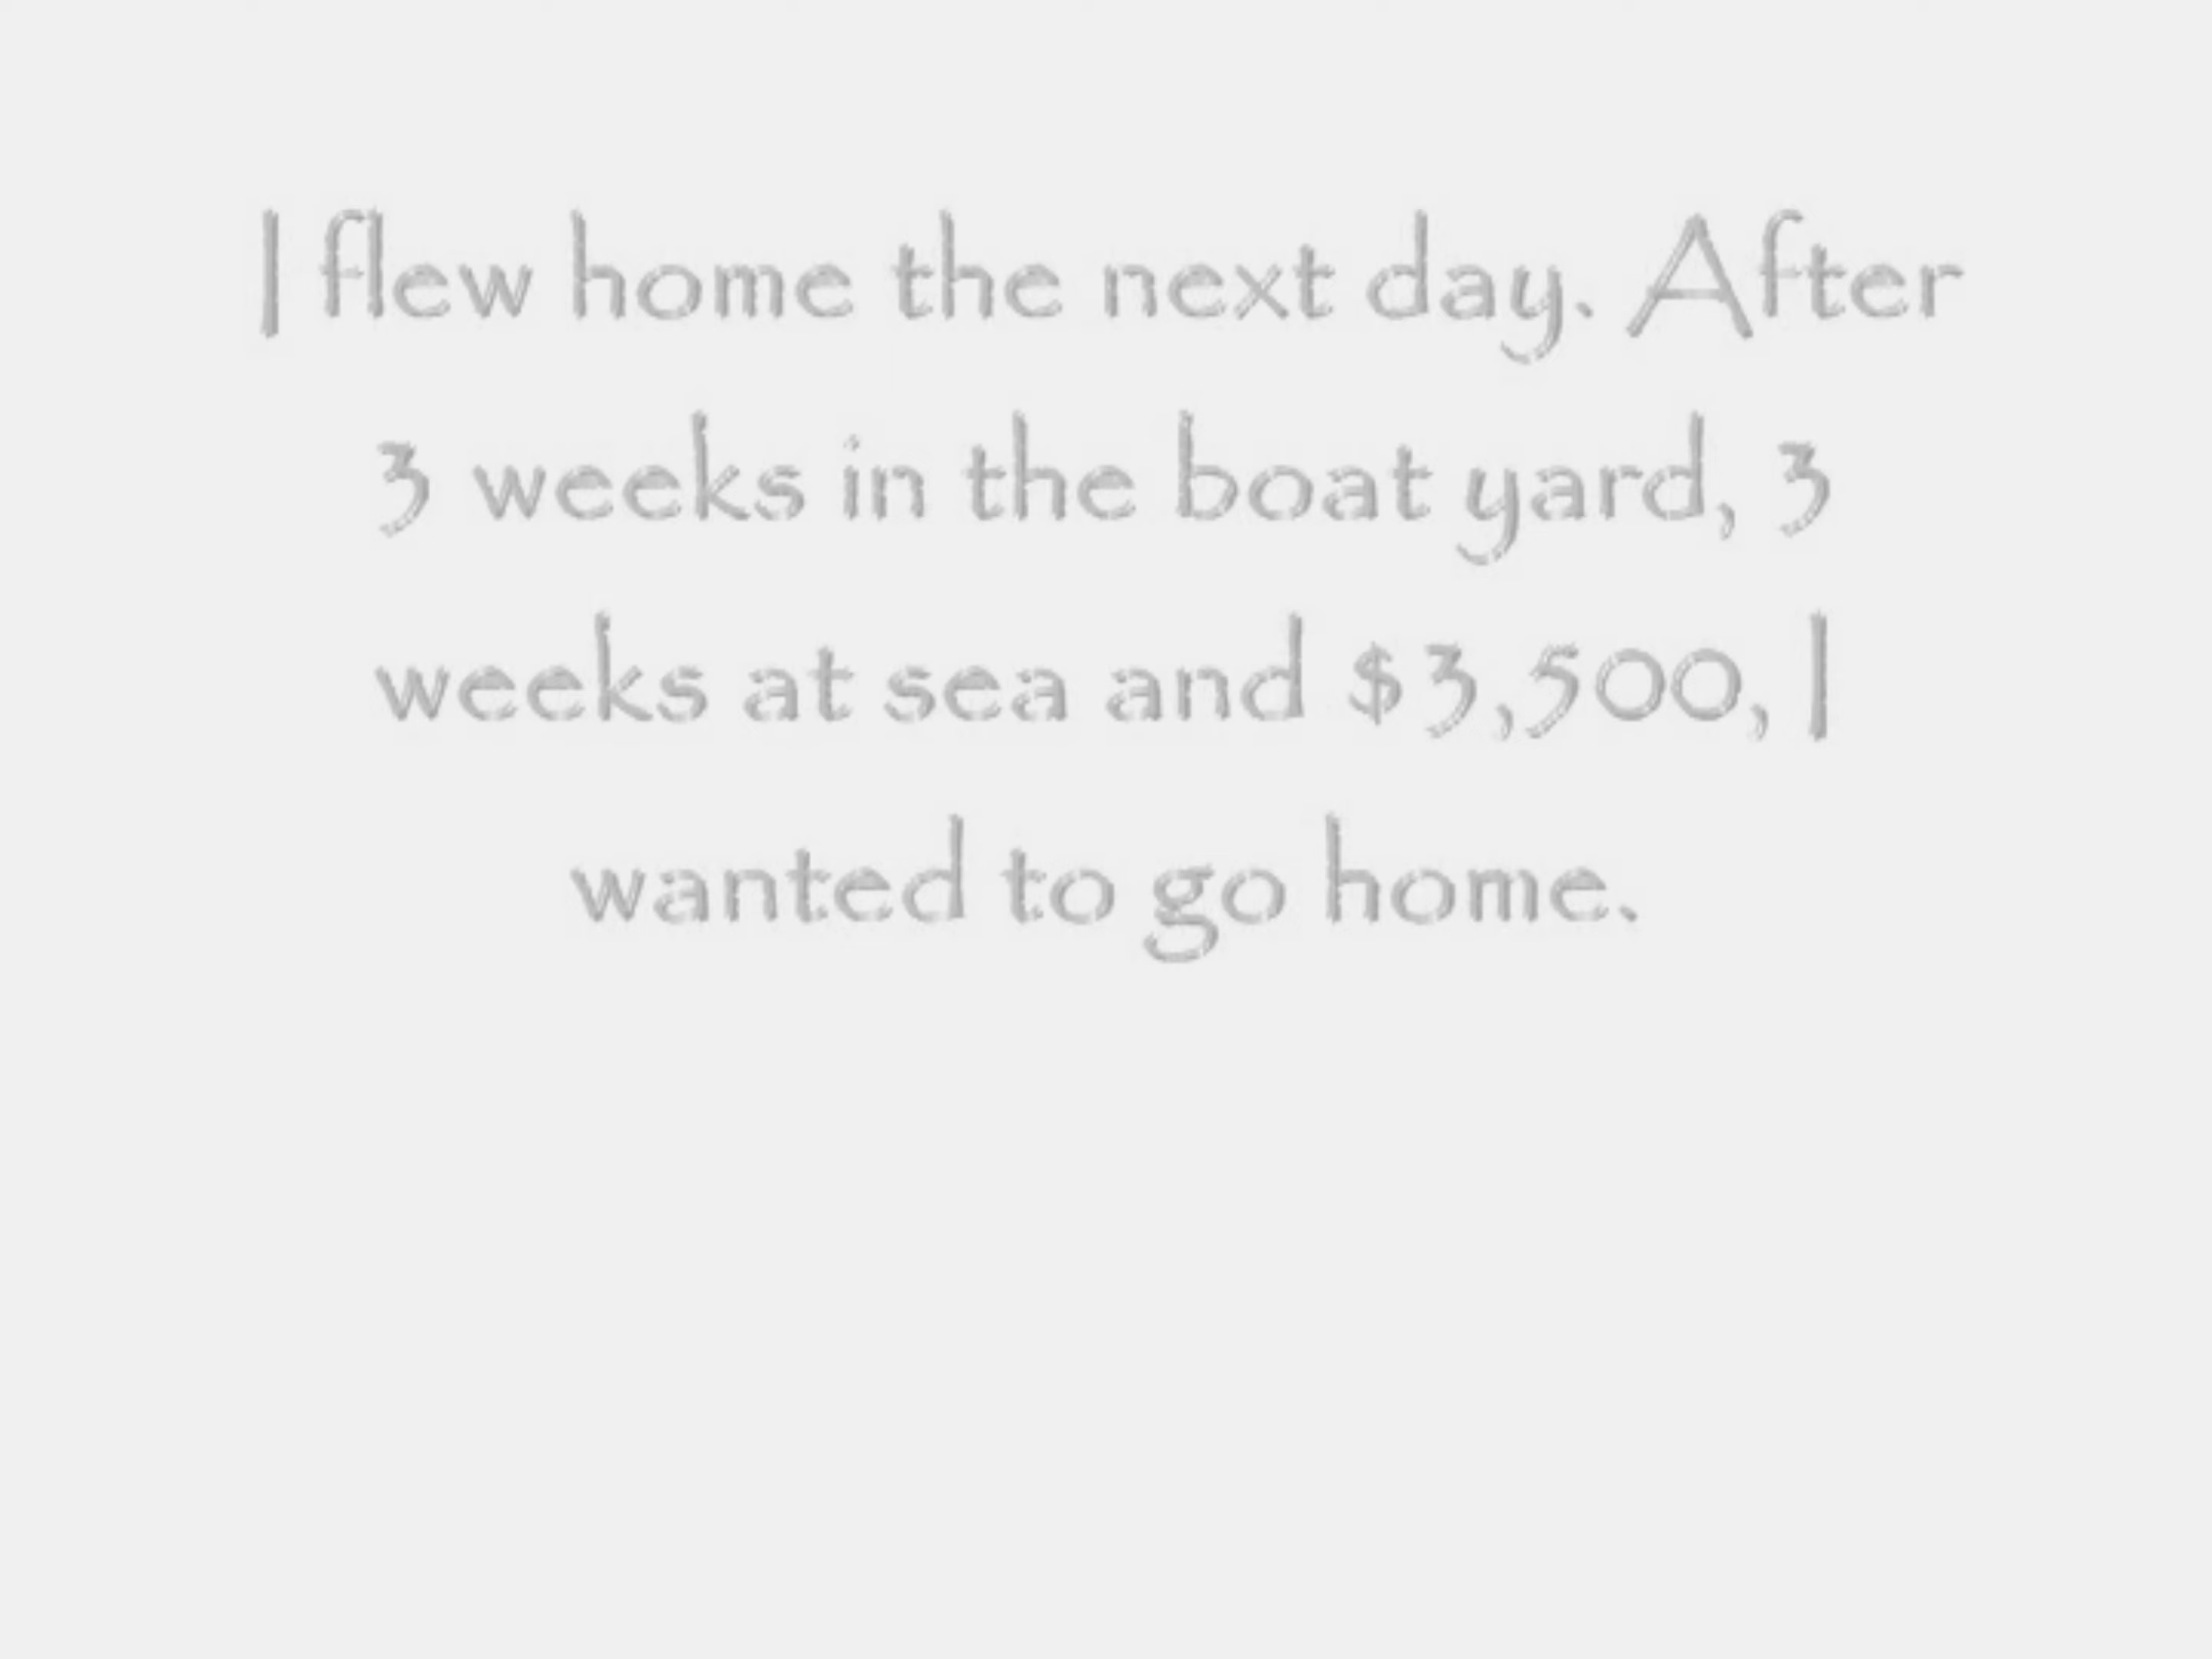 I flew home the next day. After
3 weeks in the boat yard, 3
weeks at sea and $3,500, I
wanted to go home.